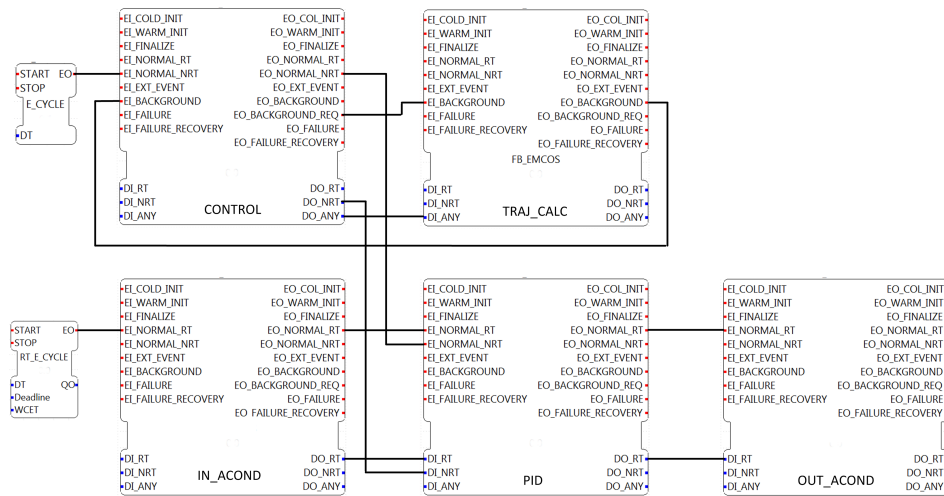 START EO
STOP
E_CYCLE
DT
EI_COLD_INIT EO_COL_INIT
EI_WARM_INIT EO_WARM_INIT
EI_FINALIZE EO_FINALIZE
EI_NORMAL_RT EO_NORMAL_RT
EI_NORMAL_NRT EO_NORMAL_NRT
EI_EXT_EVENT EO_EXT_EVENT
EI_BACKGROUND EO_BACKGROUND
EI_FAILURE EO_BACKGROUND_REQ
EI_FAILURE_RECOVERY EO_FAILURE
EO_FAILURE_RECOVERY
DI_RT DO_RT
DI_NRT DO_NRT
DI_ANY DO_ANY
CONTROL
EI_COLD_INIT EO_COL_INIT
EI_WARM_INIT EO_WARM_INIT
EI_FINALIZE EO_FINALIZE
EI_NORMAL_RT EO_NORMAL_RT
EI_NORMAL_NRT EO_NORMAL_NRT
EI_EXT_EVENT EO_EXT_EVENT
EI_BACKGROUND EO_BACKGROUND
EI_FAILURE EO_BACKGROUND_REQ
EI_FAILURE_RECOVERY EO_FAILURE
EO_FAILURE_RECOVERY
FB_EMCOS
DI_RT DO_RT
DI_NRT DO_NRT
DI_ANY DO_ANY
TRAJ_CALC
START EO
STOP
RT_E_CYCLE
DT QO
Deadline
WCET
EI_COLD_INIT EO_COL_INIT
EI_WARM_INIT EO_WARM_INIT
EI_FINALIZE EO_FINALIZE
EI_NORMAL_RT EO_NORMAL_RT
EI_NORMAL_NRT EO_NORMAL_NRT
EI_EXT_EVENT EO_EXT_EVENT
EI_BACKGROUND EO_BACKGROUND
EI_FAILURE EO_BACKGROUND_REQ
EI_FAILURE_RECOVERY EO_FAILURE
EO_FAILURE_RECOVERY
DI_RT DO_RT
DI_NRT DO_NRT
DI_ANY DO_ANY
IN_ACOND
EI_COLD_INIT EO_COL_INIT
EI_WARM_INIT EO_WARM_INIT
EI_FINALIZE EO_FINALIZE
EI_NORMAL_RT EO_NORMAL_RT
EI_NORMAL_NRT EO_NORMAL_NRT
EI_EXT_EVENT EO_EXT_EVENT
EI_BACKGROUND EO_BACKGROUND
EI_FAILURE EO_BACKGROUND_REQ
EI_FAILURE_RECOVERY EO_FAILURE
EO_FAILURE_RECOVERY
DI_RT DO_RT
DI_NRT DO_NRT
DI_ANY DO_ANY
PID
EI_COLD_INIT EO_COL_INIT
EI_WARM_INIT EO_WARM_INIT
EI_FINALIZE EO_FINALIZE
EI_NORMAL_RT EO_NORMAL_RT
EI_NORMAL_NRT EO_NORMAL_NRT
EI_EXT_EVENT EO_EXT_EVENT
EI_BACKGROUND EO_BACKGROUND
EI_FAILURE EO_BACKGROUND_REQ
EI_FAILURE_RECOVERY EO_FAILURE
EO_FAILURE_RECOVERY
DI_RT DO_RT
DI_NRT DO_NRT
DI_ANY DO_ANY
OUT_ACOND